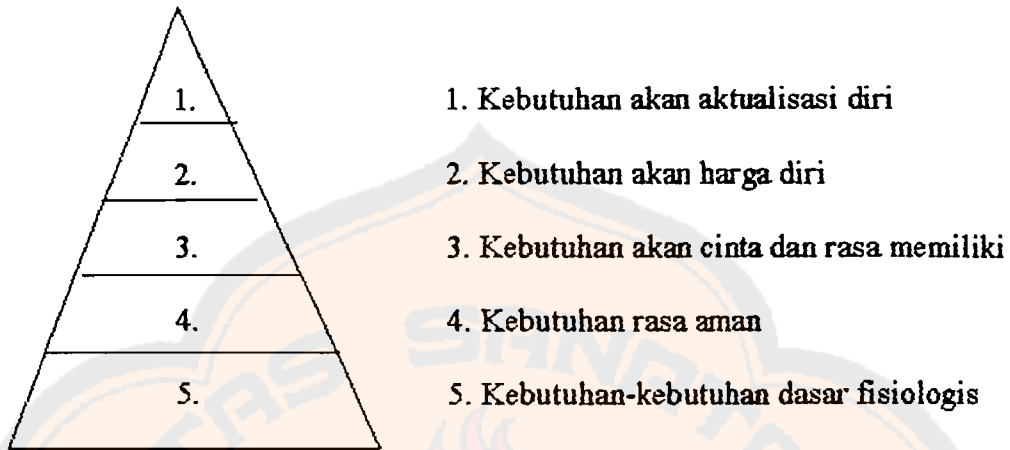 1. 1. Kebutuhan akan aktualisasi diri
2. 2. Kebutuhan akan harga diri
3. 3. Kebutuhan akan cinta dan rasa memiliki
4. 4. Kebutuhan rasa aman
5. 5. Kebutuhan-kebutuhan dasar fisiologis